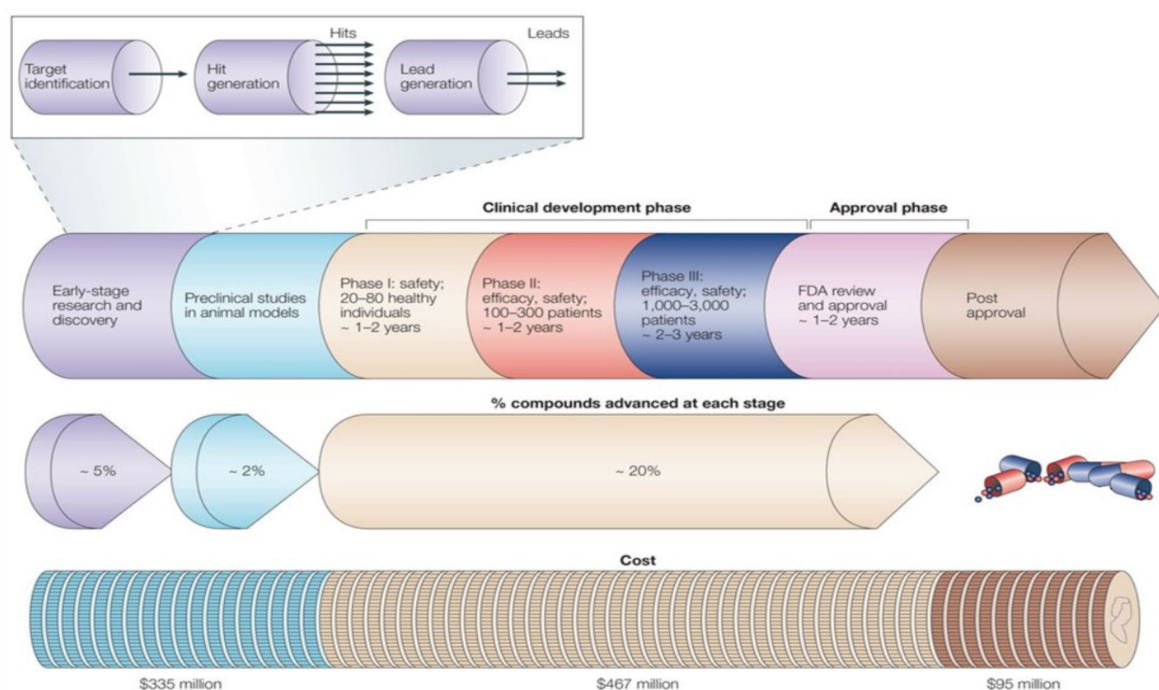 Hits
Leads
Target
identification
Hit
generation
Lead
generation
Clinical development phase
Approval phase
Early-stage
research and
discovery
Preclinical studies
in animal models
Phase I: safety;
20–80 healthy
individuals
~ 1–2 years
Phase II:
efficacy, safety;
100–300 patients
~ 1–2 years
Phase III:
efficacy, safety;
1,000–3,000
patients
~ 2–3 years
FDA review
and approval
~ 1–2 years
Post
approval
% compounds advanced at each stage
~ 5%
~ 2%
~ 20%
Cost
$335 million
$467 million
$95 million